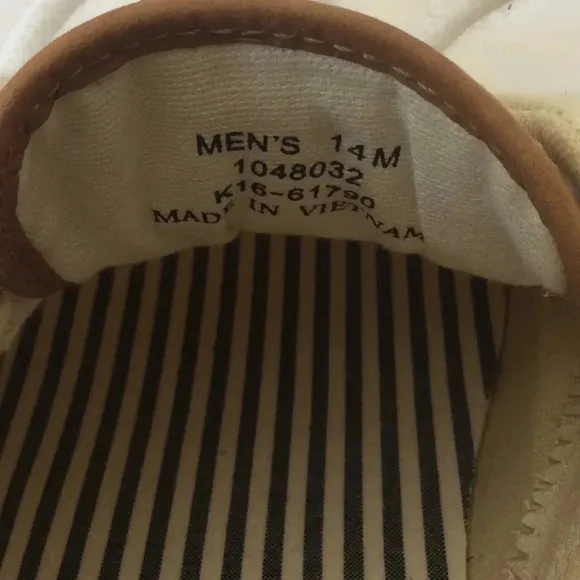 MEN'S 14M
1048032
K16-61790
MADE IN VIETNAM